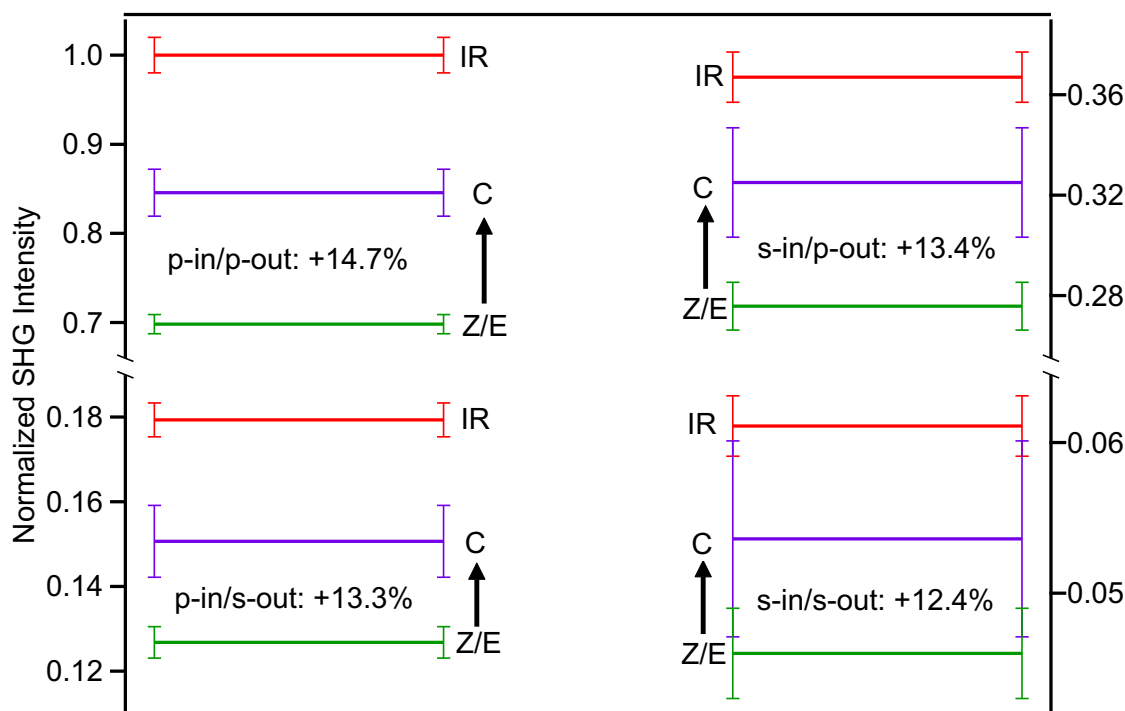 Normalized SHG Intensity
1.0
0.9
0.8
0.7
0.18
0.16
0.14
0.12
IR
C
p-in/p-out: +14.7%
Z/E
IR
C
p-in/s-out: +13.3%
Z/E
IR
C
s-in/p-out: +13.4%
Z/E
IR
C
s-in/s-out: +12.4%
Z/E
0.36
0.32
0.28
0.06
0.05